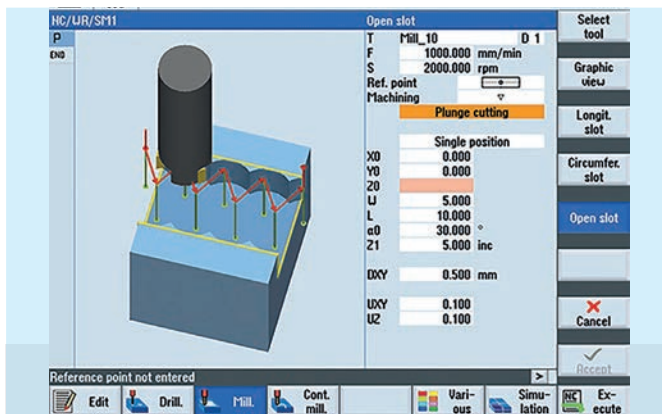 NC/WR/SM1
P
END
Open slot
T Mill_10 D 1
F 1000.000 mm/min
S 2000.000 rpm
Ref. point
Machining ▽
Plunge cutting
Single position
X0 0.000
Y0 0.000
Z0
W 5.000
L 10.000
α0 30.000 °
Z1 5.000 inc
DXY 0.500 mm
UXY 0.100
UZ 0.100
Select tool
Graphic view
Longit. slot
Circumfer. slot
Open slot
Cancel
Accept
Reference point not entered >
Edit Drill. Mill. Cont. mill. Vari- ous Simu- lation NC Ex- ecute